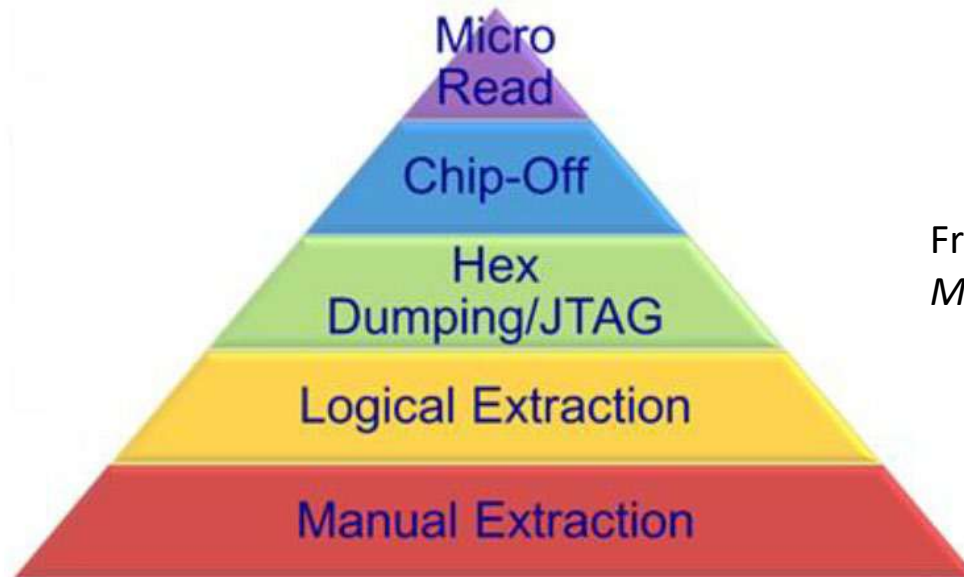 Micro
Read
Chip-Off
Hex
Dumping/JTAG
Logical Extraction
Manual Extraction